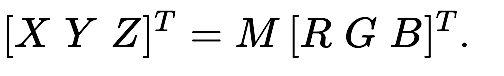 [X Y Z]^T = M [R G B]^T.